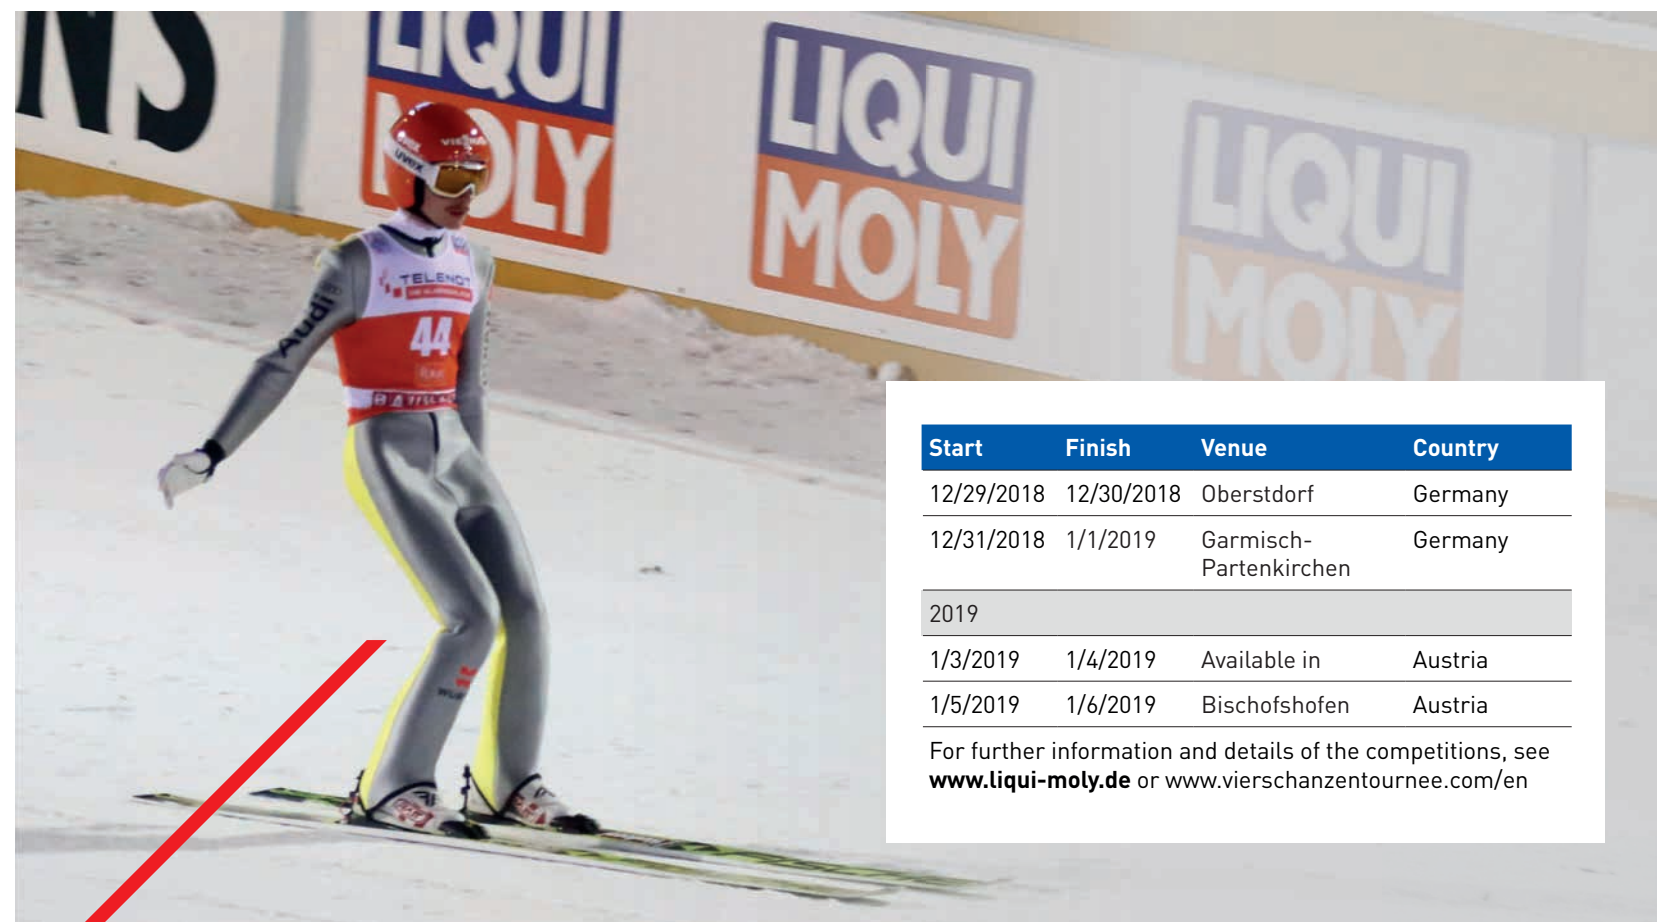 NS
LIQUI
MOLY
LIQUI
MOLY
LIQUI
MOLY
uvex
TELENOT
44
Audi
Start Finish Venue Country
12/29/2018 12/30/2018 Oberstdorf Germany
12/31/2018 1/1/2019 Garmisch- Germany
Partenkirchen
2019
1/3/2019 1/4/2019 Available in Austria
1/5/2019 1/6/2019 Bischofshofen Austria
For further information and details of the competitions, see
www.liqui-moly.de or www.vierschanzentournee.com/en